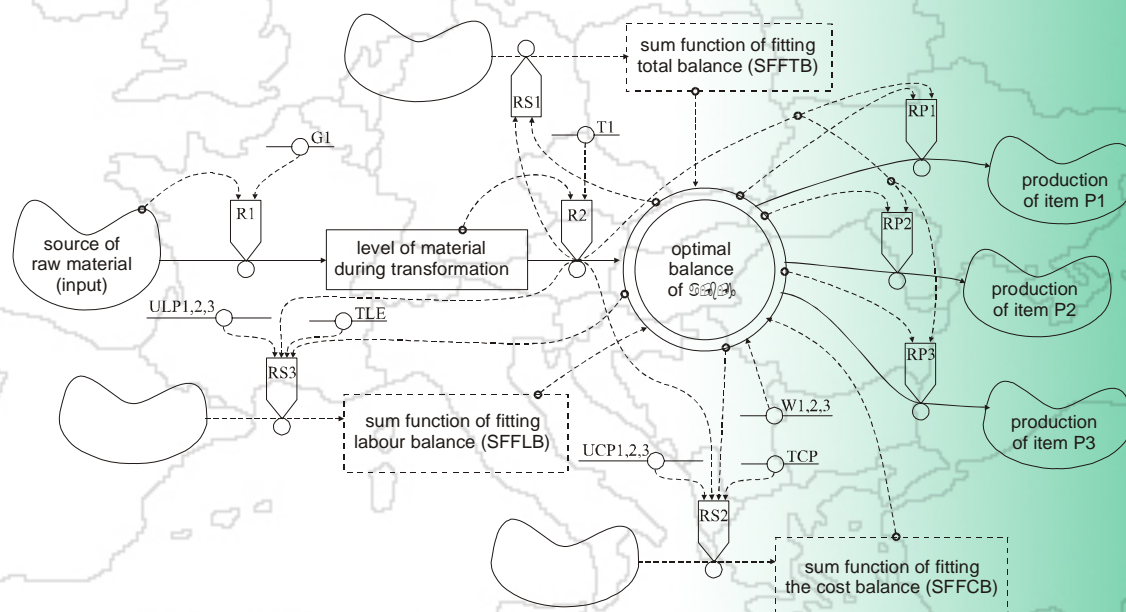 sum function of fitting
total balance (SFFTB)
RS1
RP1
T1
G1
production
of item P1
R1
R2
RP2
source of
raw material
(input)
level of material
during transformation
optimal
balance
of
production
of item P2
ULP1,2,3
TLE
RS3
RP3
sum function of fitting
labour balance (SFFLB)
W1,2,3
production
of item P3
UCP1,2,3
TCP
RS2
sum function of fitting
the cost balance (SFFCB)